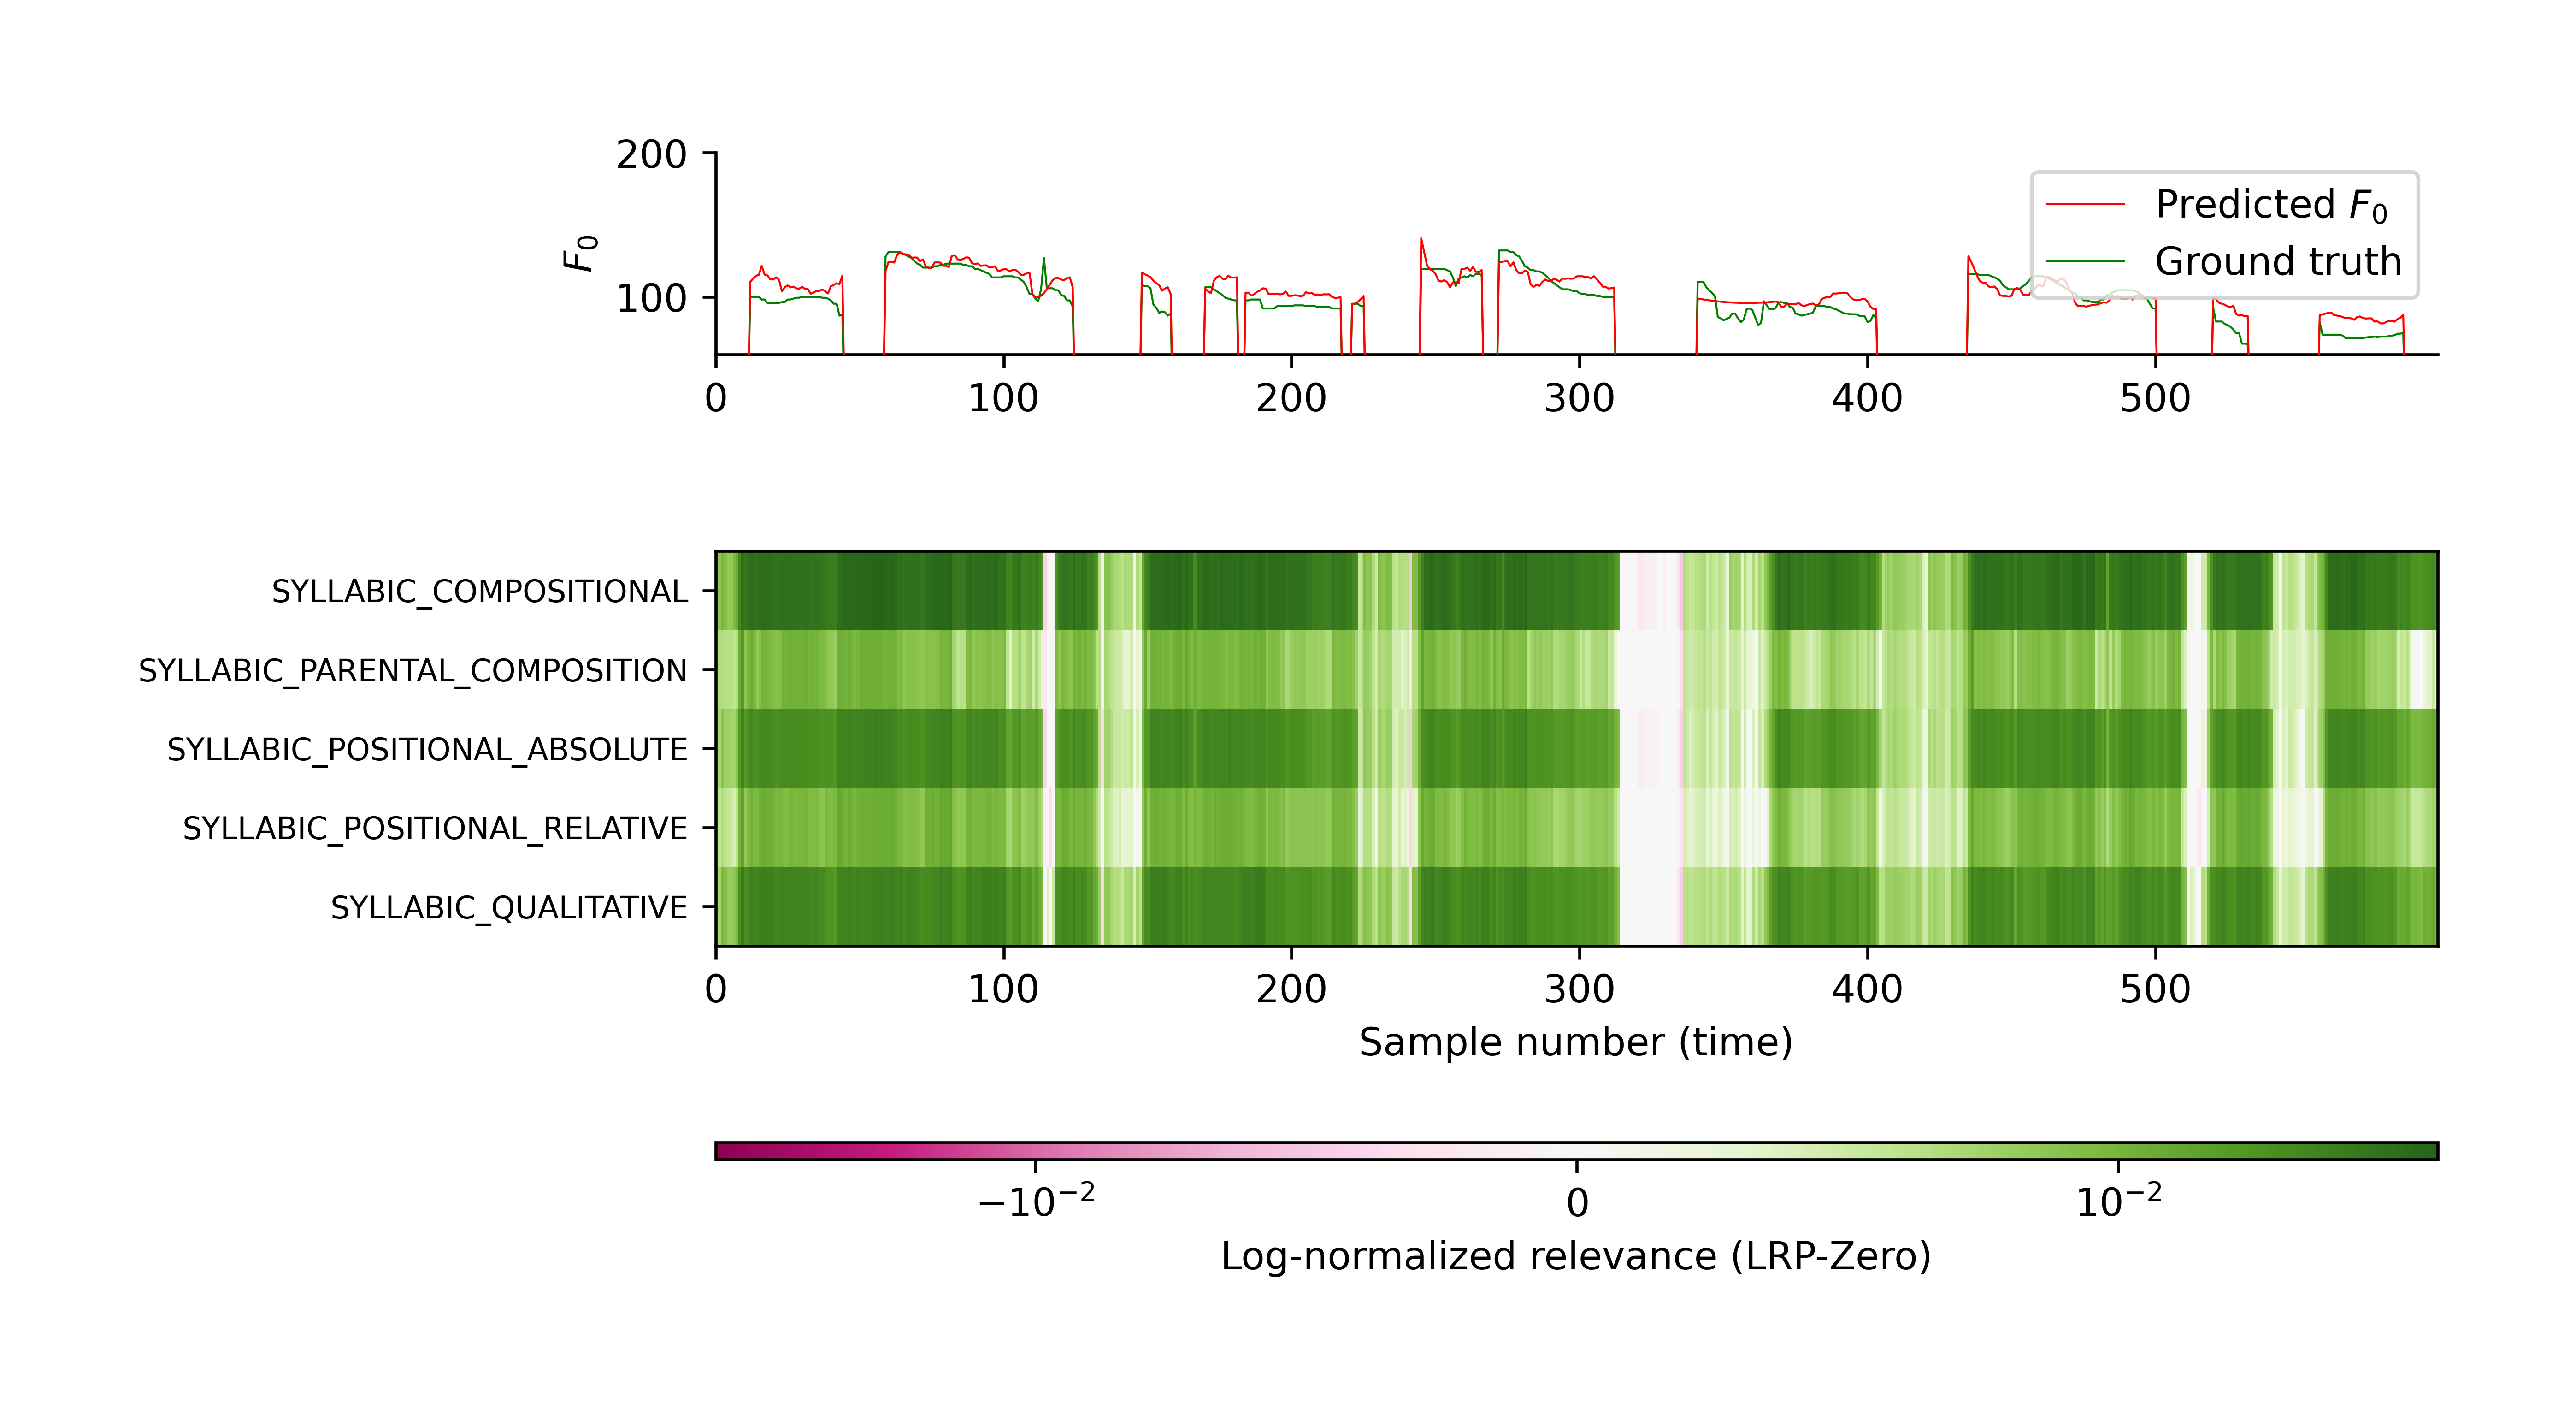 200
100
F0
Predicted F0
Ground truth
0 100 200 300 400 500
SYLLABIC_COMPOSITIONAL
SYLLABIC_PARENTAL_COMPOSITION
SYLLABIC_POSITIONAL_ABSOLUTE
SYLLABIC_POSITIONAL_RELATIVE
SYLLABIC_QUALITATIVE
0 100 200 300 400 500
Sample number (time)
−10−2 0 10−2
Log-normalized relevance (LRP-Zero)